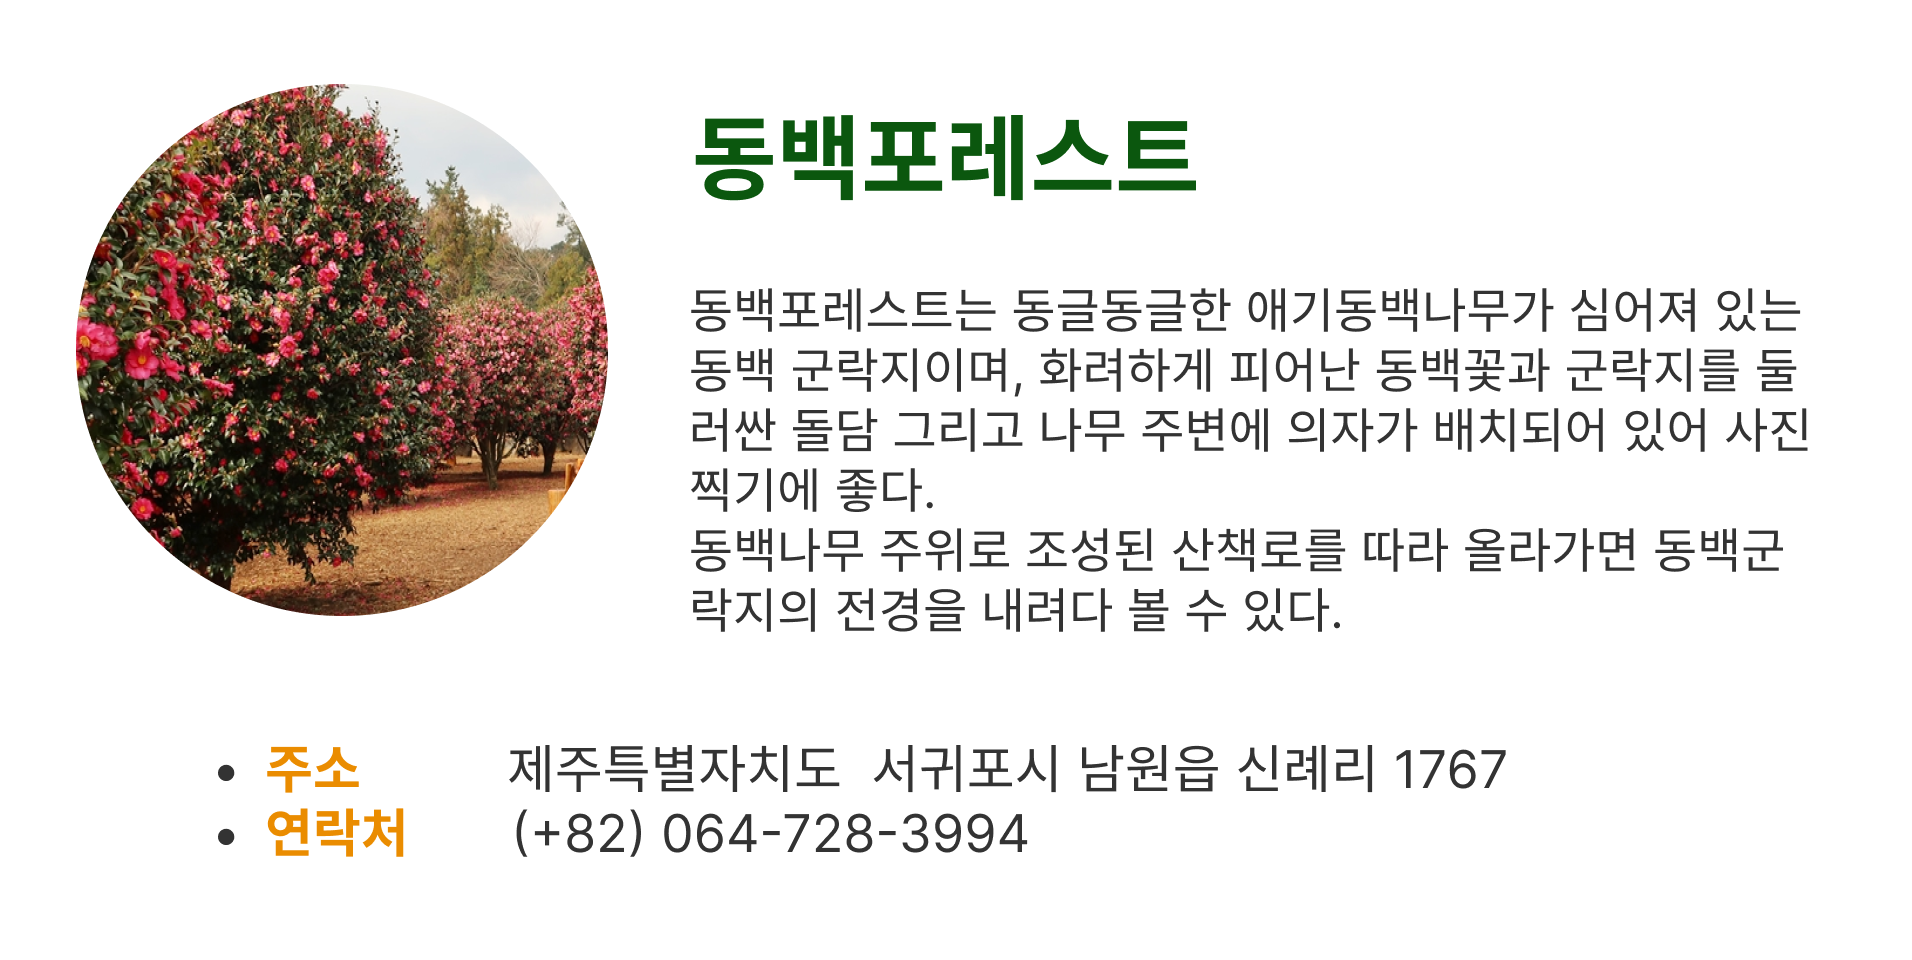 동백포레스트
동백포레스트는 동글동글한 애기동백나무가 심어져 있는
동백 군락지이며, 화려하게 피어난 동백꽃과 군락지를 둘
러싼 돌담 그리고 나무 주변에 의자가 배치되어 있어 사진
찍기에 좋다.
동백나무 주위로 조성된 산책로를 따라 올라가면 동백군
락지의 전경을 내려다 볼 수 있다.
• 주소 제주특별자치도 서귀포시 남원읍 신례리 1767
• 연락처 (+82) 064-728-3994